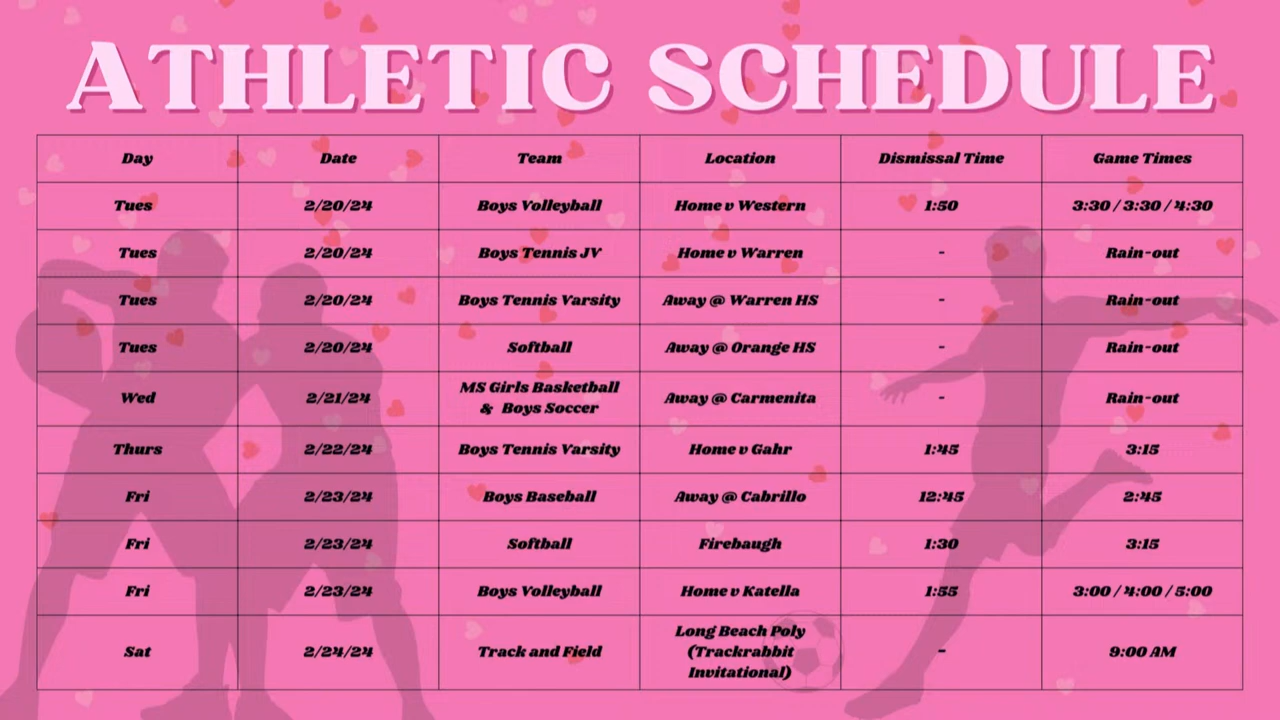 ATHLETIC SCHEDULE
Day Date Team Location Dismissal Time Game Times
Tues 2/20/24 Boys Volleyball Home v Western 1:50 3:30 / 3:30 / 4:30
Tues 2/20/24 Boys Tennis JV Home v Warren - Rain-out
Tues 2/20/24 Boys Tennis Varsity Away @ Warren HS - Rain-out
Tues 2/20/24 Softball Away @ Orange HS - Rain-out
Wed 2/21/24 MS Girls Basketball
& Boys Soccer Away @ Carmenita - Rain-out
Thurs 2/22/24 Boys Tennis Varsity Home v Gahr 1:45 3:15
Fri 2/23/24 Boys Baseball Away @ Cabrillo 12:45 2:45
Fri 2/23/24 Softball Firebaugh 1:30 3:15
Fri 2/23/24 Boys Volleyball Home v Katella 1:55 3:00 / 4:00 / 5:00
Sat 2/24/24 Track and Field Long Beach Poly
(Trackrabbit
Invitational) - 9:00 AM